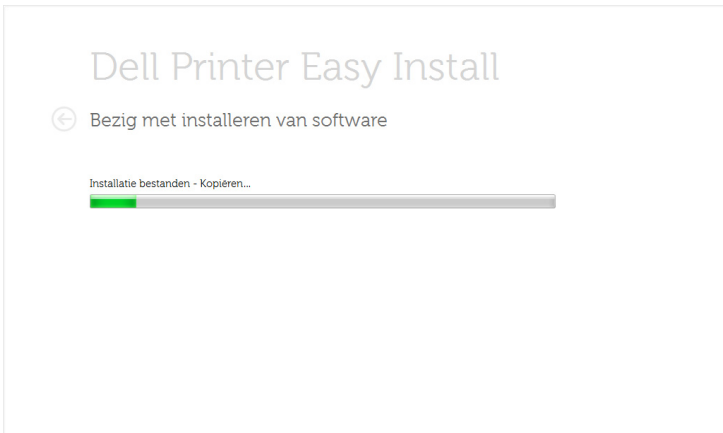 Dell Printer Easy Install
Bezig met installeren van software
Installatie bestanden - Kopiëren...